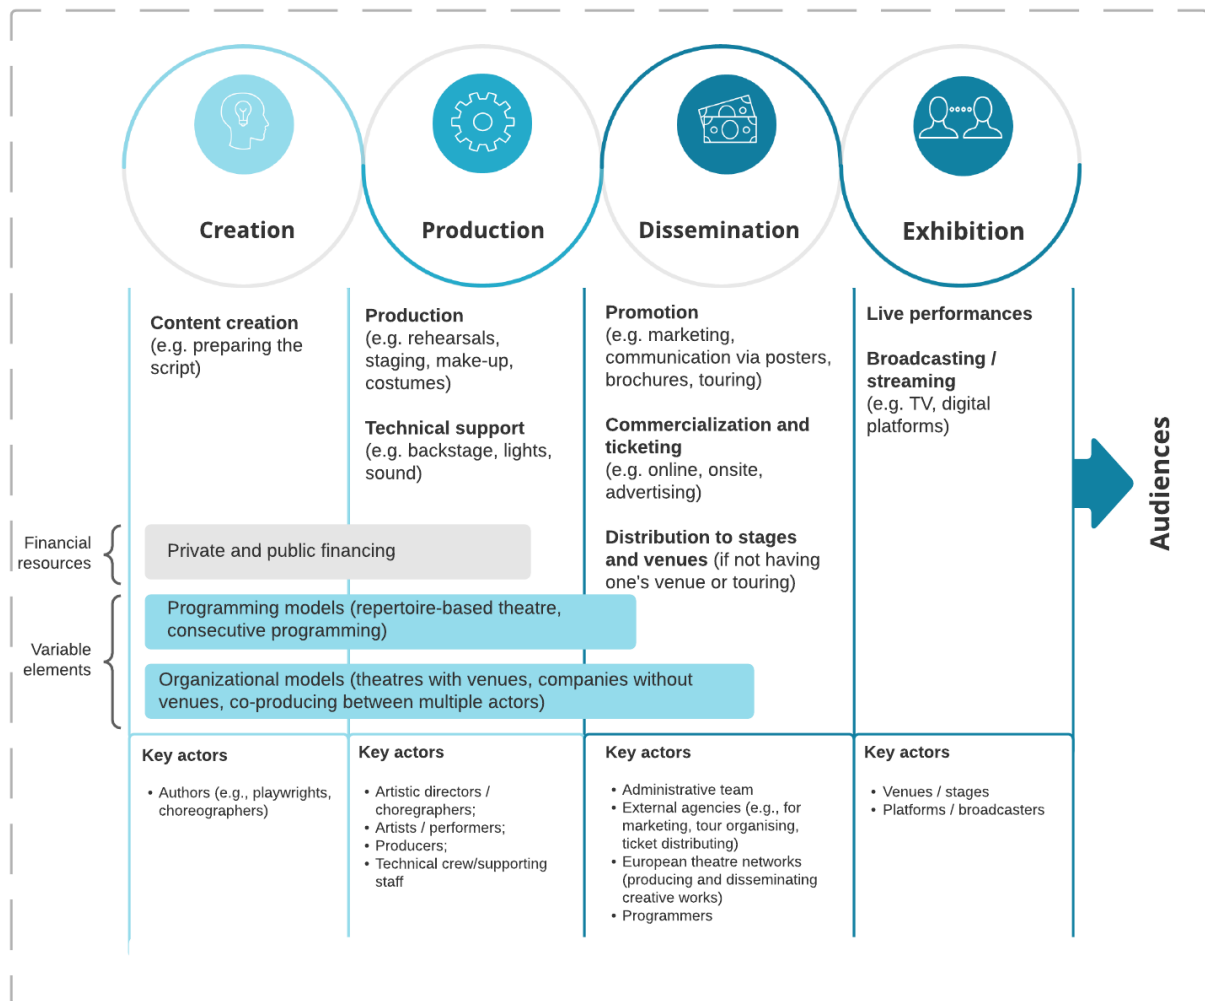 Creation
Production
Dissemination
Exhibition
Content creation
(e.g. preparing the
script)
Production
(e.g. rehearsals,
staging, make-up,
costumes)
Technical support
(e.g. backstage, lights,
sound)
Promotion
(e.g. marketing,
communication via posters,
brochures, touring)
Commercialization and
ticketing
(e.g. online, onsite,
advertising)
Distribution to stages
and venues (if not having
one's venue or touring)
Live performances
Broadcasting /
streaming
(e.g. TV, digital
platforms)
Audiences
Financial
resources
Private and public financing
Variable
elements
Programming models (repertoire-based theatre,
consecutive programming)
Organizational models (theatres with venues, companies without
venues, co-producing between multiple actors)
Key actors
• Authors (e.g., playwrights,
choreographers)
Key actors
• Artistic directors /
choregraphers;
• Artists / performers;
• Producers;
• Technical crew/supporting
staff
Key actors
• Administrative team
• External agencies (e.g., for
marketing, tour organising,
ticket distributing)
• European theatre networks
(producing and disseminating
creative works)
• Programmers
Key actors
• Venues / stages
• Platforms / broadcasters